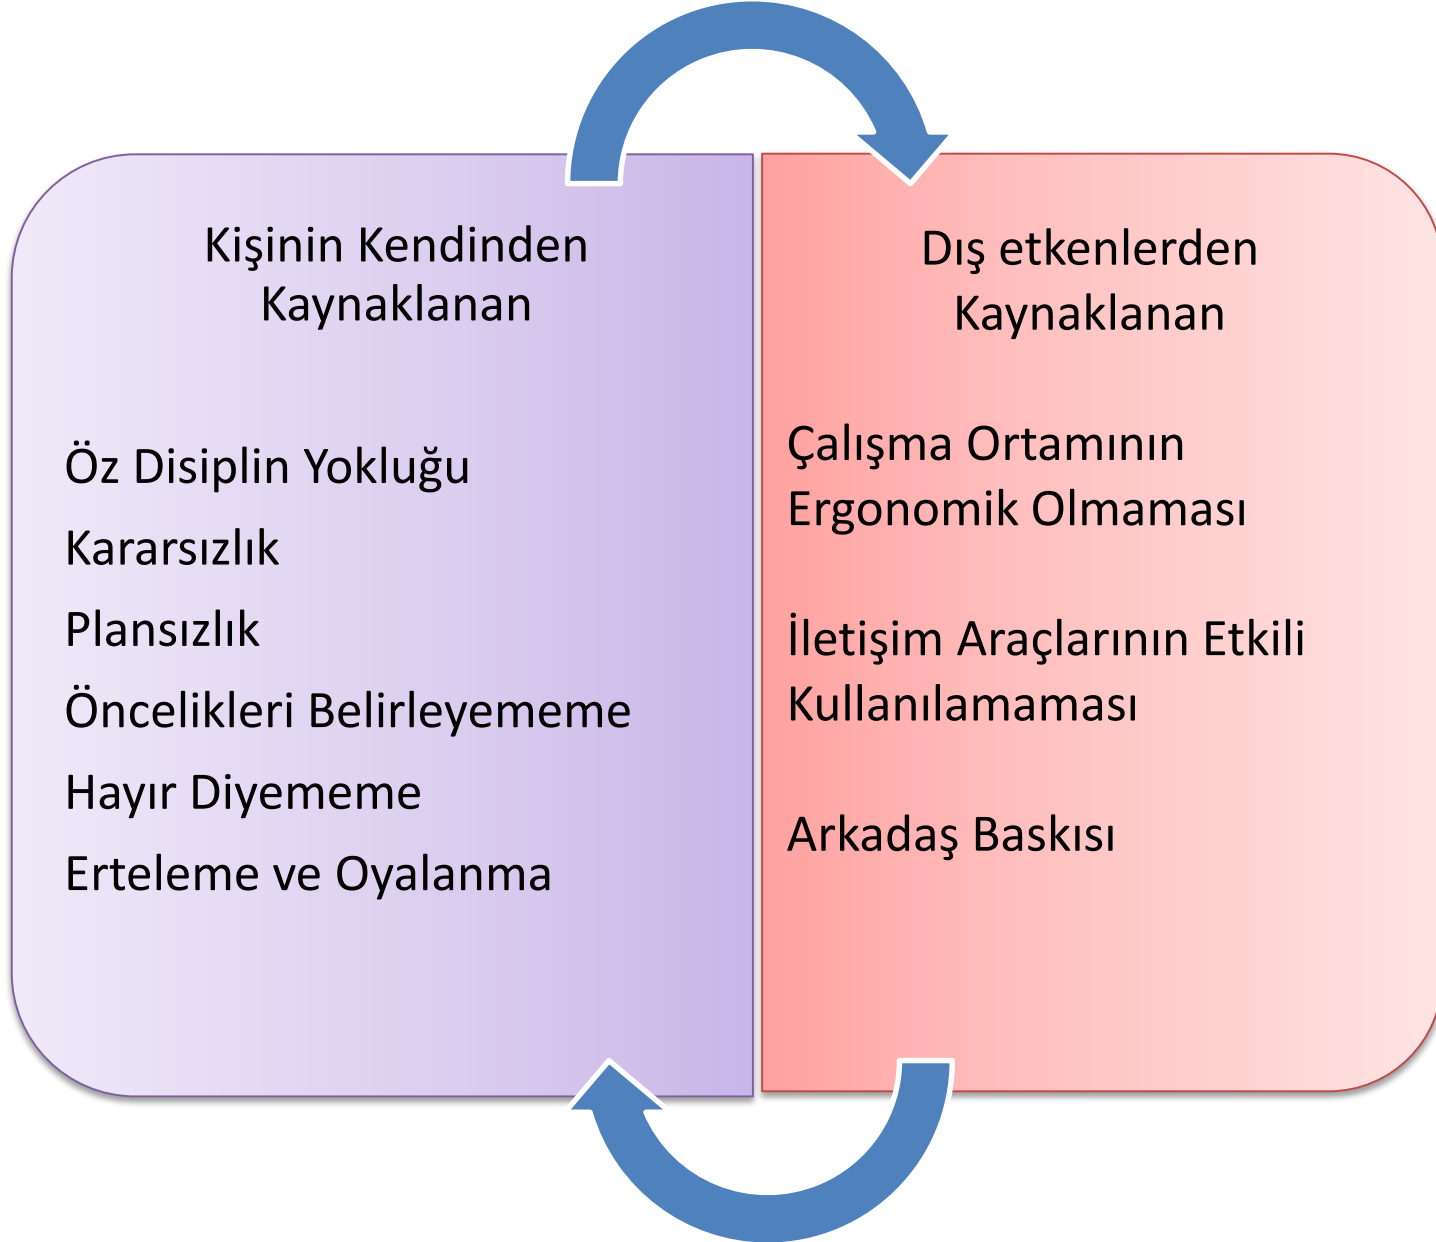 Kişinin Kendinden
Kaynaklanan
Öz Disiplin Yokluğu
Kararsızlık
Plansızlık
Öncelikleri Belirleyememe
Hayır Diyememe
Erteleme ve Oyalanma
Dış etkenlerden
Kaynaklanan
Çalışma Ortamının
Ergonomik Olmaması
İletişim Araçlarının Etkili
Kullanılamaması
Arkadaş Baskısı